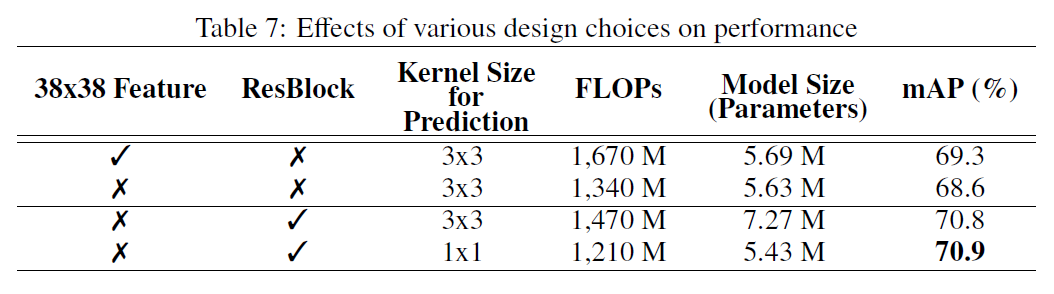 Table 7: Effects of various design choices on performance
38x38 Feature ResBlock Kernel Size for Prediction FLOPs Model Size (Parameters) mAP (%)
✓ ✗ 3x3 1,670 M 5.69 M 69.3
✗ ✗ 3x3 1,340 M 5.63 M 68.6
✗ ✓ 3x3 1,470 M 7.27 M 70.8
✗ ✓ 1x1 1,210 M 5.43 M 70.9